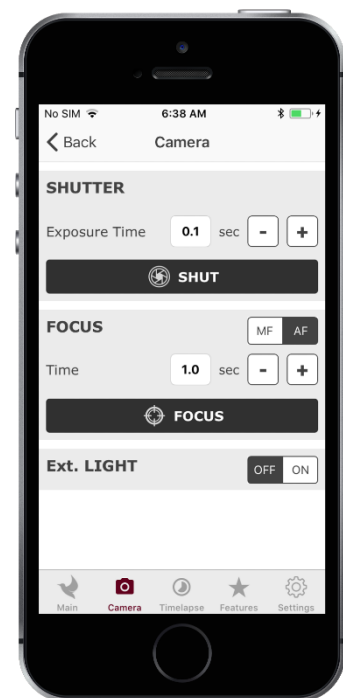 No SIM 6:38 AM
Back Camera
SHUTTER
Exposure Time 0.1 sec - +
SHUT
FOCUS MF AF
Time 1.0 sec - +
FOCUS
Ext. LIGHT OFF ON
Main Camera Timelapse Features Settings